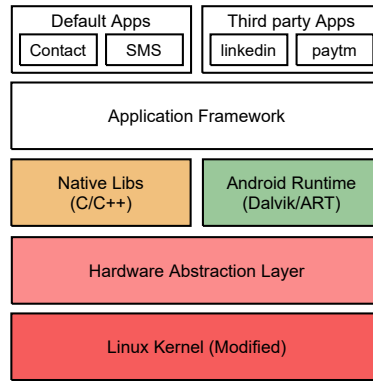 Default Apps
Contact
SMS
Third party Apps
linkedin
paytm
Application Framework
Native Libs
(C/C++)
Android Runtime
(Dalvik/ART)
Hardware Abstraction Layer
Linux Kernel (Modified)